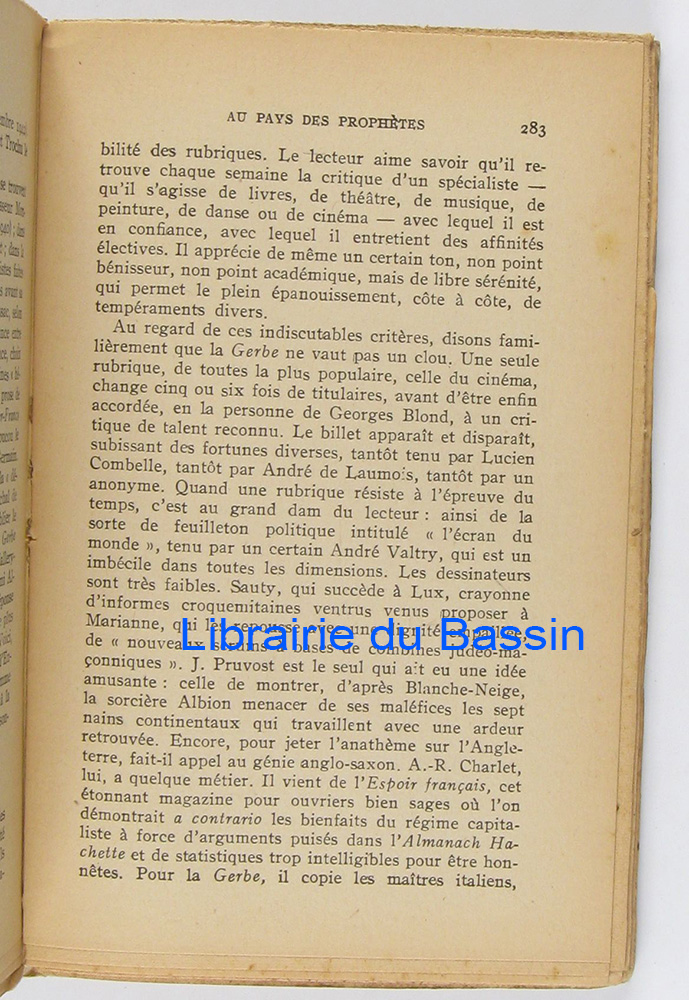 AU PAYS DES PROPHÈTES 283
bilité des rubriques. Le lecteur aime savoir qu'il re-
trouve chaque semaine la critique d'un spécialiste —
qu'il s'agisse de livres, de théâtre, de musique, de
peinture, de danse ou de cinéma — avec lequel il est
en confiance, avec lequel il entretient des affinités
électives. Il apprécie de même un certain ton, non point
bénisseur, non point académique, mais de libre sérénité,
qui permet le plein épanouissement, côte à côte, de
tempéraments divers.
Au regard de ces indiscutables critères, disons fami-
lièrement que la Gerbe ne vaut pas un clou. Une seule
rubrique, de toutes la plus populaire, celle du cinéma,
change cinq ou six fois de titulaires, avant d'être enfin
accordée, en la personne de Georges Blond, à un cri-
tique de talent reconnu. Le billet apparaît et disparaît,
subissant des fortunes diverses, tantôt tenu par Lucien
Combelle, tantôt par André de Laumois, tantôt par un
anonyme. Quand une rubrique résiste à l'épreuve du
temps, c'est au grand dam du lecteur : ainsi de la
sorte de feuilleton politique intitulé « l'écran du
monde », tenu par un certain André Valtry, qui est un
imbécile dans toutes les dimensions. Les dessinateurs
sont très faibles. Sauty, qui succède à Lux, crayonne
d'informes croquemitaines ventrus venus proposer à
Marianne, qui les repousse avec une dignité empaillée,
de « nouveaux sérums à bases de combines judéo-ma-
çonniques ». J. Pruvost est le seul qui ait eu une idée
amusante : celle de montrer, d'après Blanche-Neige,
la sorcière Albion menacer de ses maléfices les sept
nains continentaux qui travaillent avec une ardeur
retrouvée. Encore, pour jeter l'anathème sur l'Angle-
terre, fait-il appel au génie anglo-saxon. A.-R. Charlet,
lui, a quelque métier. Il vient de l'Espoir français, cet
étonnant magazine pour ouvriers bien sages où l'on
démontrait a contrario les bienfaits du régime capita-
liste à force d'arguments puisés dans l'Almanach Ha-
chette et de statistiques trop intelligibles pour être hon-
nêtes. Pour la Gerbe, il copie les maîtres italiens,
Librairie du Bassin